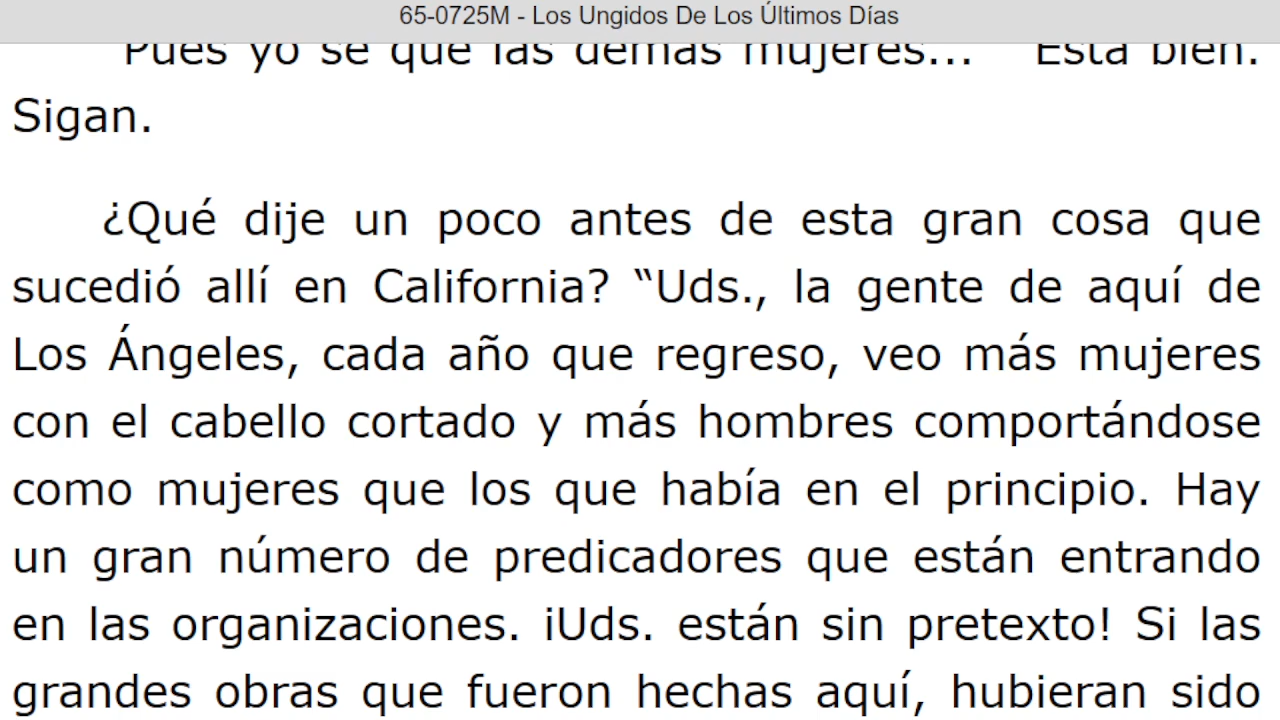 65-0725M - Los Ungidos De Los Últimos Días
Pues yo sé que las demás mujeres... Está bien.
Sigan.
¿Qué dije un poco antes de esta gran cosa que
sucedió allí en California? “Uds., la gente de aquí de
Los Ángeles, cada año que regreso, veo más mujeres
con el cabello cortado y más hombres comportándose
como mujeres que los que había en el principio. Hay
un gran número de predicadores que están entrando
en las organizaciones. ¡Uds. están sin pretexto! Si las
grandes obras que fueron hechas aquí, hubieran sido